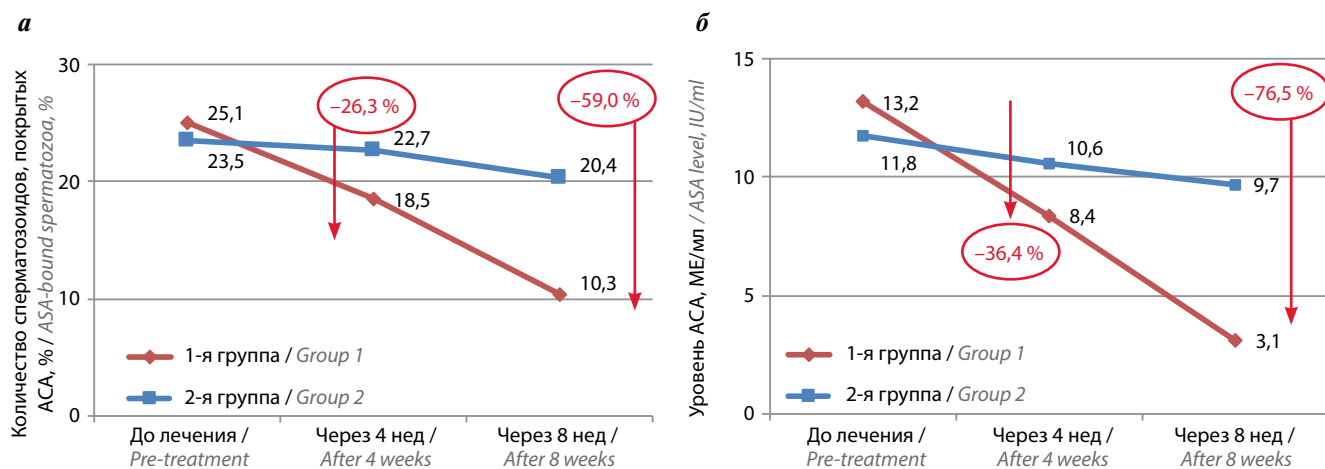 а
Количество сперматозоидов, покрытых
АСА, % / ASA-bound spermatozoa, %
30
20
10
0
25,1
23,5
–26,3 %
22,7
18,5
–59,0 %
20,4
10,3
1-я группа / Group 1
2-я группа / Group 2
До лечения /
Pre-treatment
Через 4 нед /
After 4 weeks
Через 8 нед /
After 8 weeks
б
Уровень АСА, МЕ/мл / ASA level, IU/ml
15
10
5
0
13,2
11,8
10,6
–36,4 %
8,4
–76,5 %
9,7
3,1
1-я группа / Group 1
2-я группа / Group 2
До лечения /
Pre-treatment
Через 4 нед /
After 4 weeks
Через 8 нед /
After 8 weeks